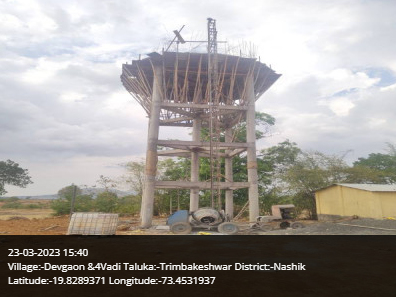 23-03-2023 15:40
Village:-Devgaon &4Vadi Taluka:-Trimbakeshwar District:-Nashik
Latitude:-19.8289371 Longitude:-73.4531937